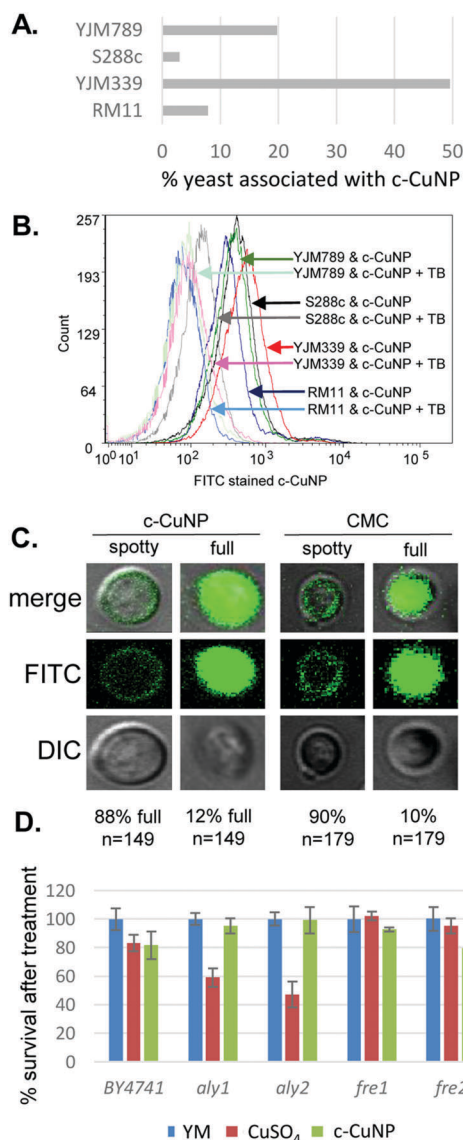 A.
YJM789
S288c
YJM339
RM11
0 10 20 30 40 50
% yeast associated with c-CuNP
B.
257
193
129
64
0
Count
YJM789 & c-CuNP
YJM789 & c-CuNP + TB
S288c & c-CuNP
S288c & c-CuNP + TB
YJM339 & c-CuNP
YJM339 & c-CuNP + TB
RM11 & c-CuNP
RM11 & c-CuNP + TB
10^0 10^1 10^2 10^3 10^4 10^5
FITC stained c-CuNP
C.
c-CuNP CMC
spotty full spotty full
merge
FITC
DIC
88% full 12% full 90% 10%
n=149 n=149 n=179 n=179
D.
% survival after treatment
120
100
80
60
40
20
0
BY4741 aly1 aly2 fre1 fre2
YM CuSO4 c-CuNP